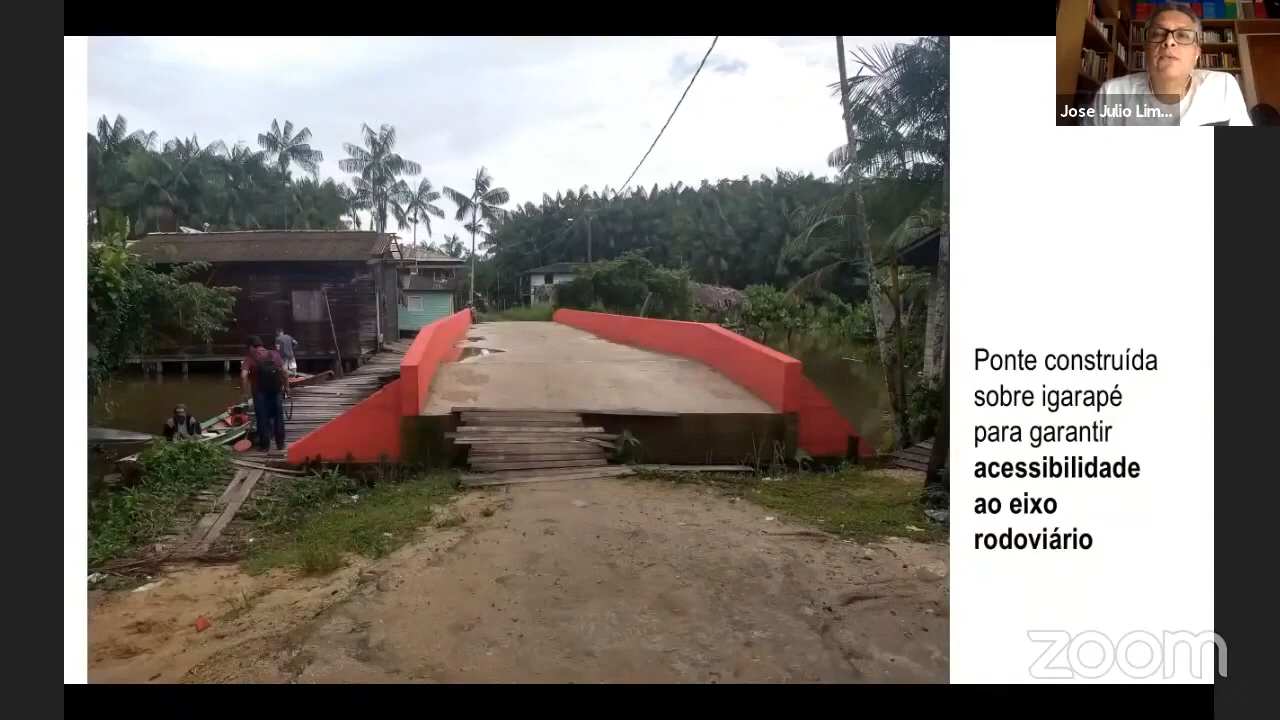 Jose Julio Lim...
Ponte construída
sobre igarapé
para garantir
acessibilidade
ao eixo
rodoviário
zoom